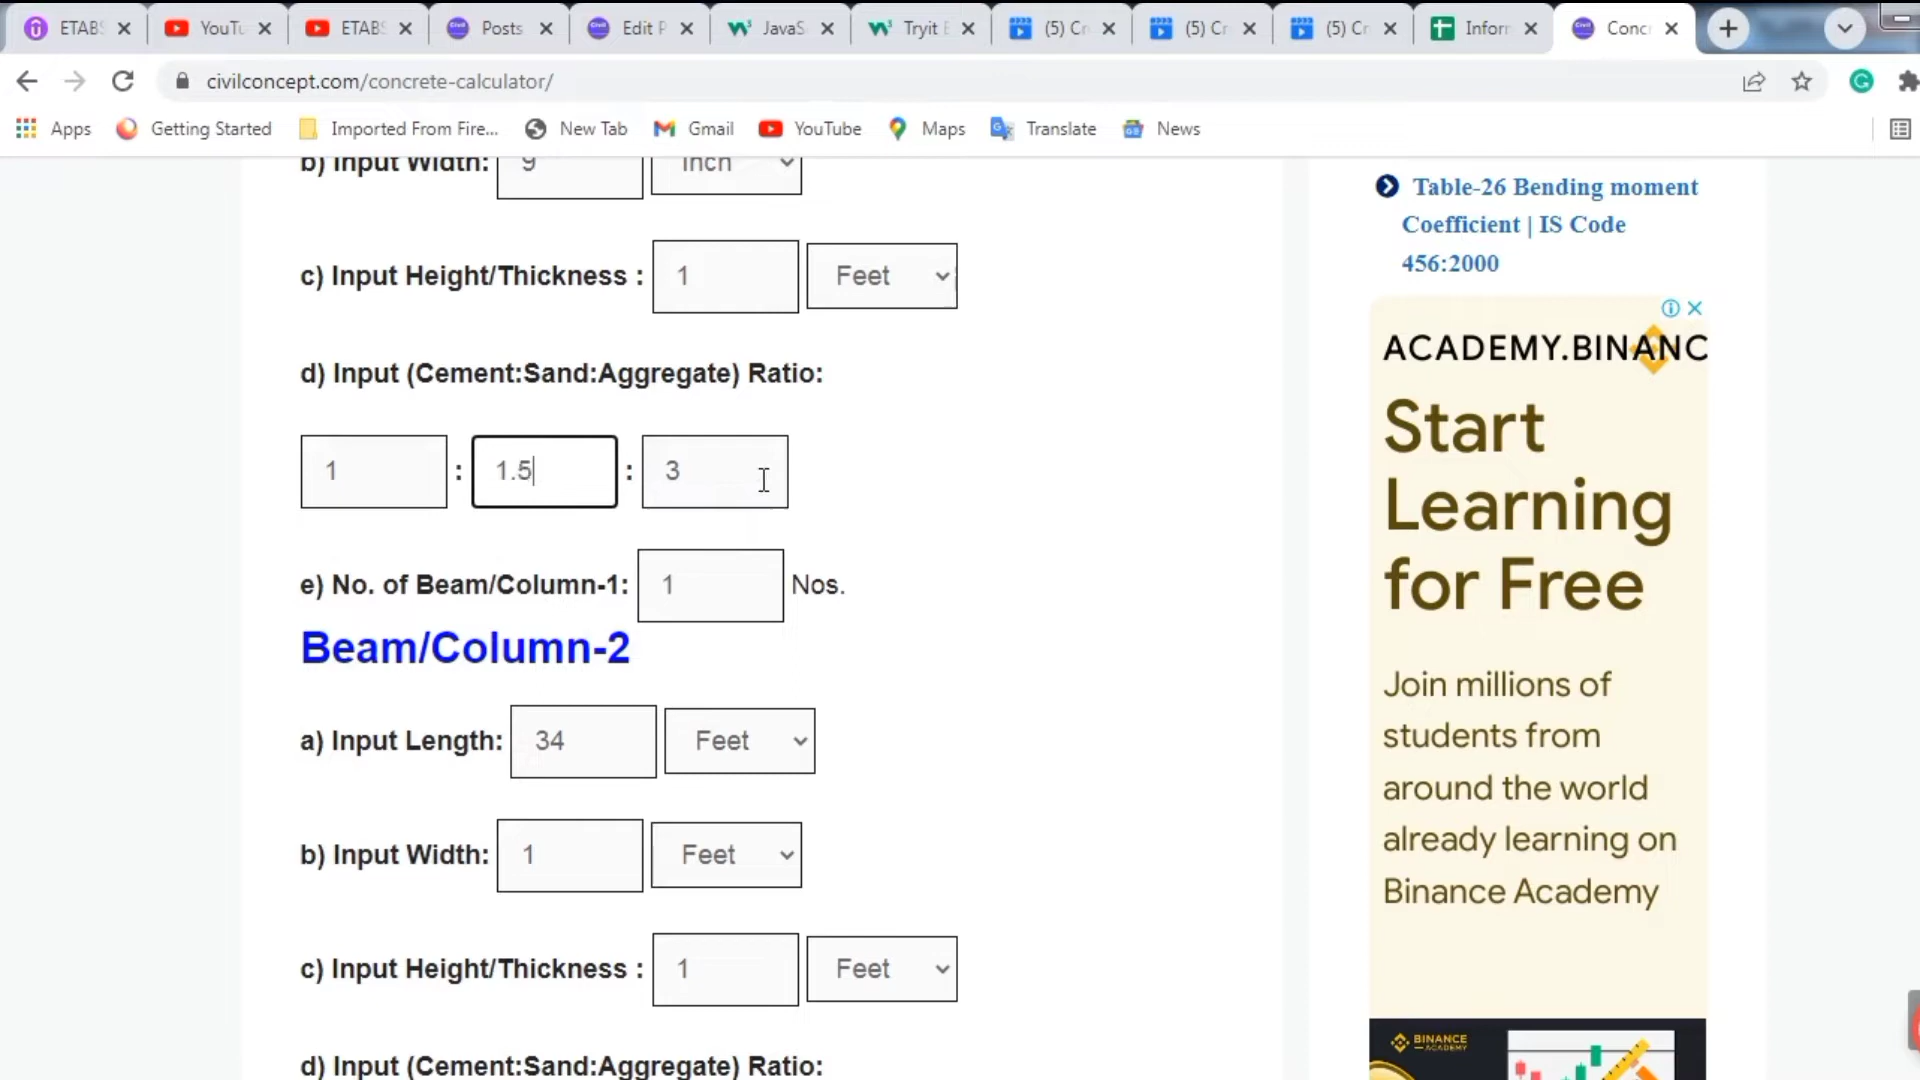 ETABS YouTu ETABS Posts Edit P JavaS Tryit E (5) Cr (5) Cr (5) Cr Inforr Concr
civilconcept.com/concrete-calculator/
Apps Getting Started Imported From Fire... New Tab Gmail YouTube Maps Translate News
b) Input Width: 9 Inch
c) Input Height/Thickness : 1 Feet
d) Input (Cement:Sand:Aggregate) Ratio:
1 : 1.5 : 3
e) No. of Beam/Column-1: 1 Nos.
Beam/Column-2
a) Input Length: 34 Feet
b) Input Width: 1 Feet
c) Input Height/Thickness : 1 Feet
d) Input (Cement:Sand:Aggregate) Ratio:
Table-26 Bending moment
Coefficient | IS Code
456:2000
ACADEMY.BINANC
Start
Learning
for Free
Join millions of
students from
around the world
already learning on
Binance Academy
BINANCE
ACADEMY